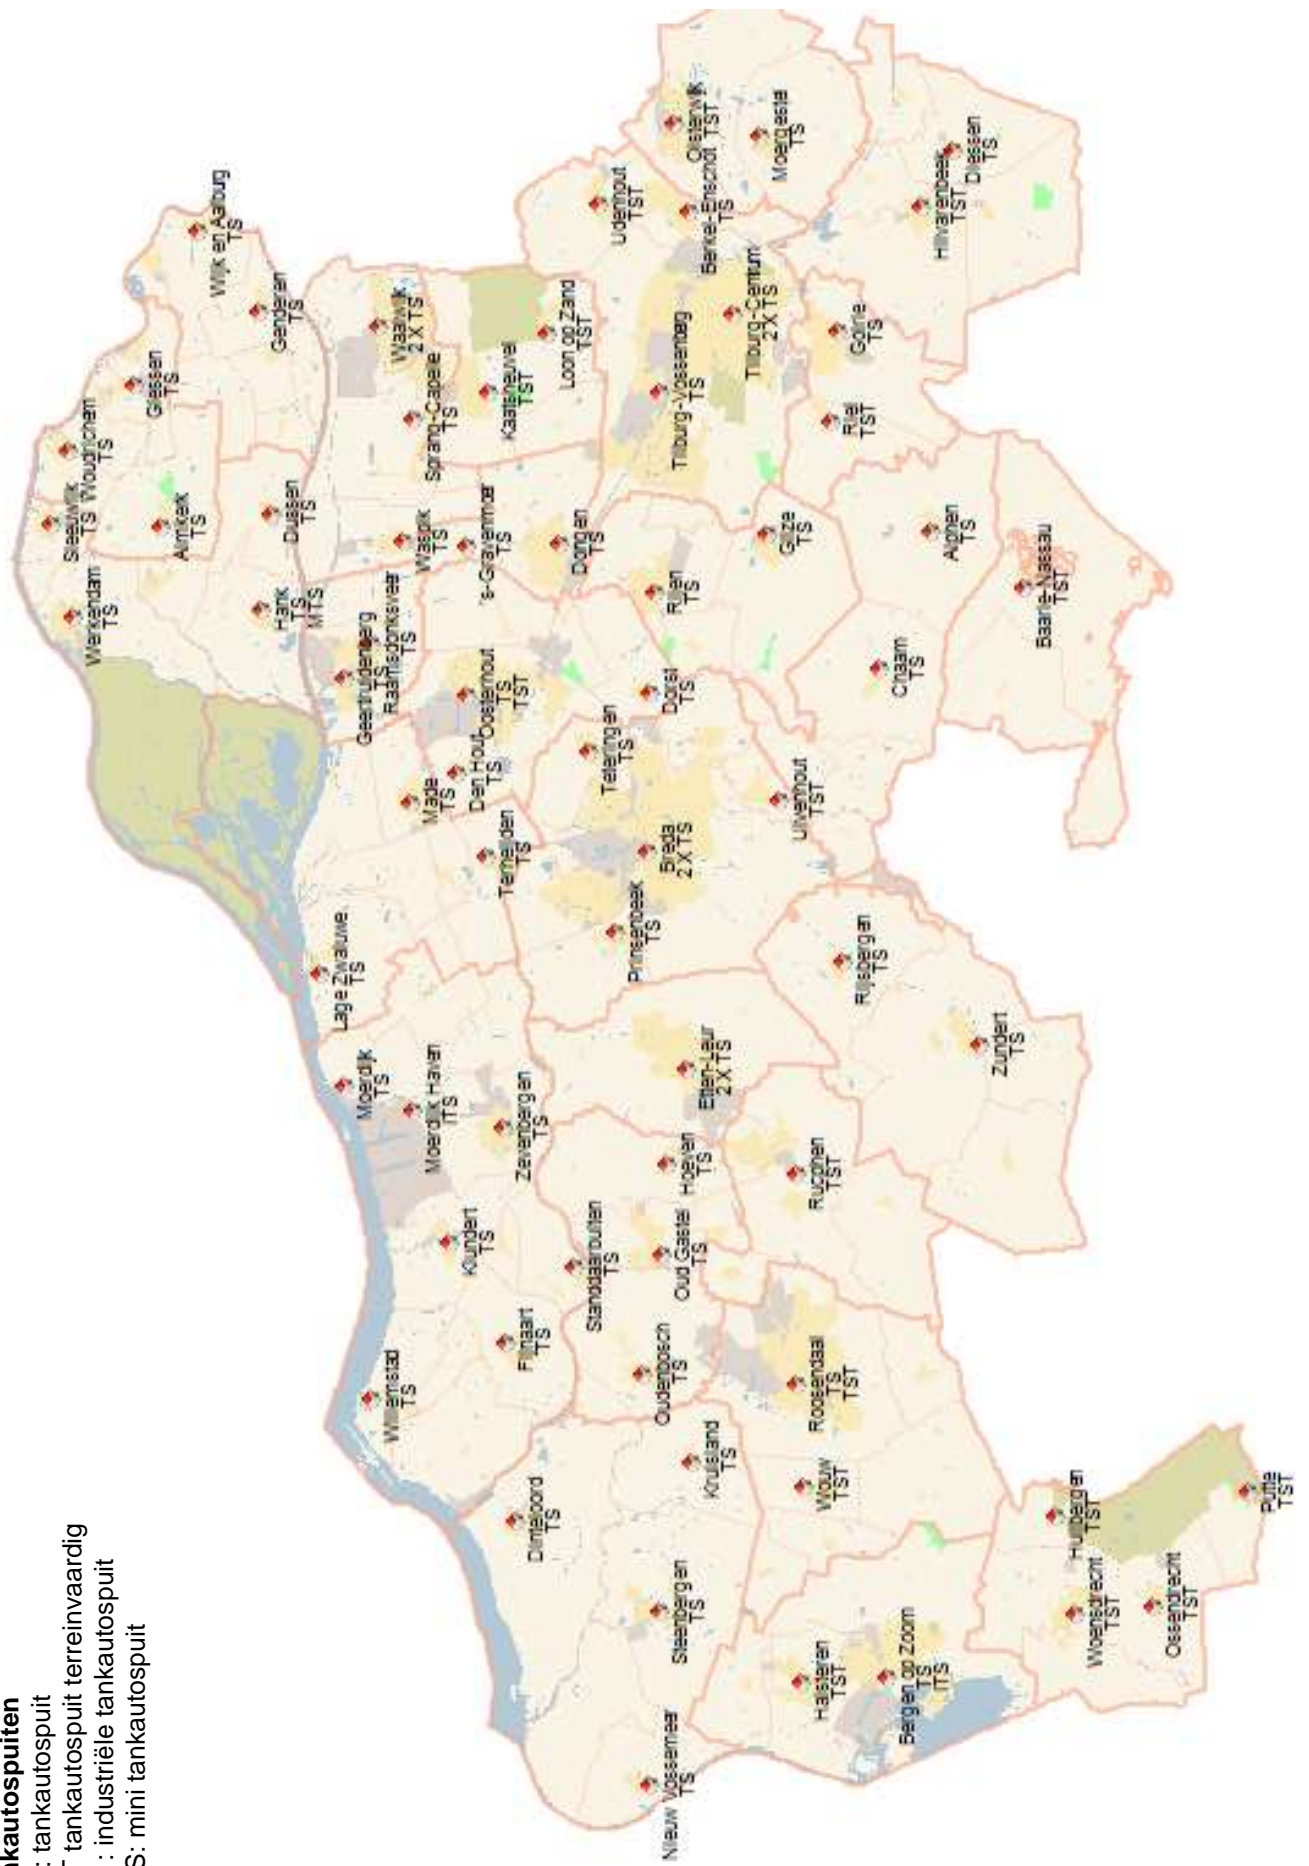 nkautospuiten
: tankautospuit
T tankautospuit terreinvaardig
: industriële tankautospuit
S: mini tankautospuit
Nieuw Vossemeer
TS
Steenbergen
TS
Dinteloord
TS
Kruisland
TS
Halsteren
TST
Bergen op Zoom
TS
ITS
Woensdrecht
TST
Ossendrecht
TST
Huijbergen
TST
Putte
TST
Wouw
TST
Roosendaal
TS
TST
Willemstad
TS
Fijnaart
TS
Oudenbosch
TS
Standdaarbuiten
TS
Oud Gastel
TS
Klundert
TS
Hoeven
TS
Rucphen
TST
Zevenbergen
TS
Moerdijk Haven
ITS
Moerdijk
TS
Etten-Leur
2 X TS
Zundert
TS
Rijsbergen
TS
Lage Zwaluwe
TS
Prinsenbeek
TS
Breda
2 X TS
Terheijden
TS
Made
TS
Den Hout
TS
Teteringen
TS
Ulvenhout
TST
Oosterhout
TS
TST
Dorst
TS
Geertruidenberg
TS
Raamsdonksveer
TS
Hank
TS
MTS
Werkendam
TS
Sleeuwijk
TS
Woudrichem
TS
Almkerk
TS
Dussen
TS
Giessen
TS
Genderen
TS
Wijk en Aalburg
TS
Waspik
TS
's-Gravenmoer
TS
Dongen
TS
Rijen
TS
Gilze
TS
Chaam
TS
Alphen
TS
Baarle-Nassau
TST
Sprang-Capelle
TS
Waalwijk
2 X TS
Kaatsheuvel
TST
Loon op Zand
TST
Tilburg-Vossenberg
TS
Tilburg-Centrum
2 X TS
Riel
TST
Goirle
TS
Udenhout
TST
Berkel-Enschot
TS
Oisterwijk
TST
Moergestel
TS
Hilvarenbeek
TST
Diessen
TS